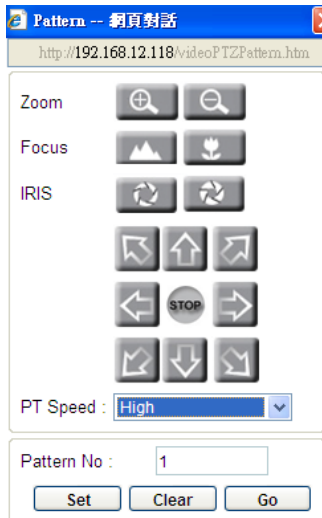 Pattern -- 網頁對話
http://192.168.12.118/videoPTZPattern.htm
Zoom
Focus
IRIS
STOP
PT Speed : High
Pattern No : 1
Set Clear Go